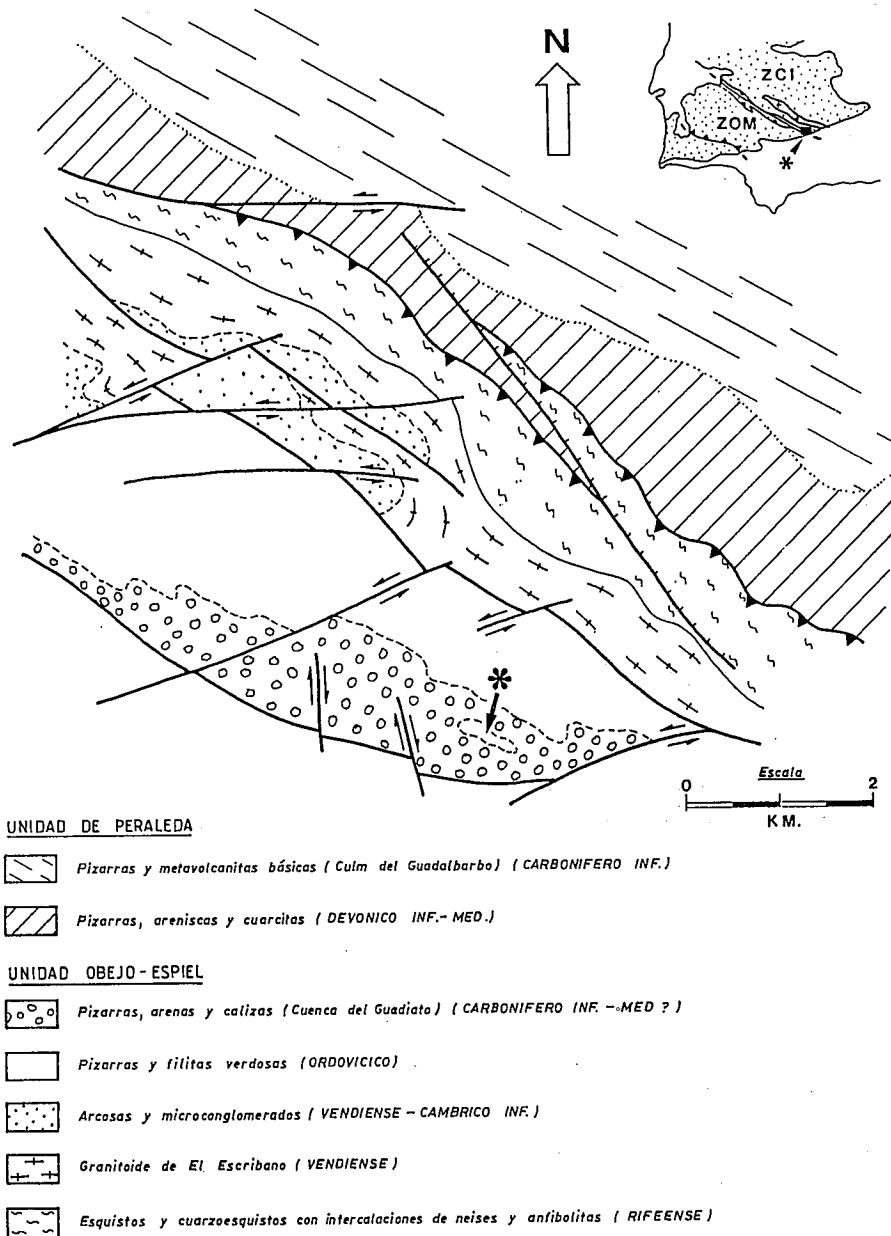 N
ZCI
ZOM
*
*
Escala
0 2
KM.
UNIDAD DE PERALEDA
Pizarras y metavolcanitas básicas ( Culm del Guadalbarbo) ( CARBONIFERO INF.)
Pizarras, areniscas y cuarcitas ( DEVONICO INF.- MED.)
UNIDAD OBEJO - ESPIEL
Pizarras, arenas y calizas (Cuenca del Guadiato) ( CARBONIFERO INF. - MED ? )
Pizarras y filitas verdosas ( ORDOVICICO)
Arcosas y microconglomerados ( VENDIENSE - CAMBRICO INF.)
Granitoide de El Escribano ( VENDIENSE )
Esquistos y cuarzoesquistos con intercalaciones de neises y anfibolitas ( RIFEENSE )